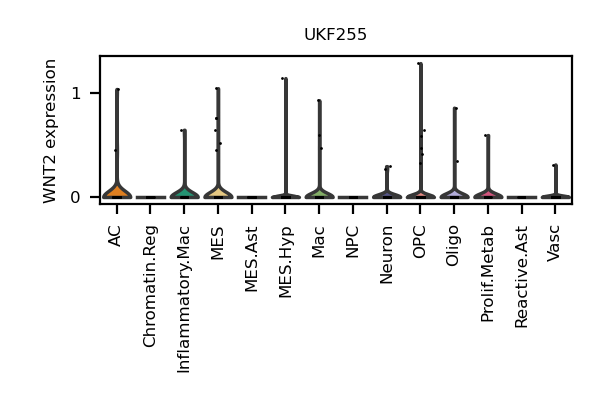 UKF255
WNT2 expression
1
0
AC
Chromatin.Reg
Inflammatory.Mac
MES
MES.Ast
MES.Hyp
Mac
NPC
Neuron
OPC
Oligo
Prolif.Metab
Reactive.Ast
Vasc